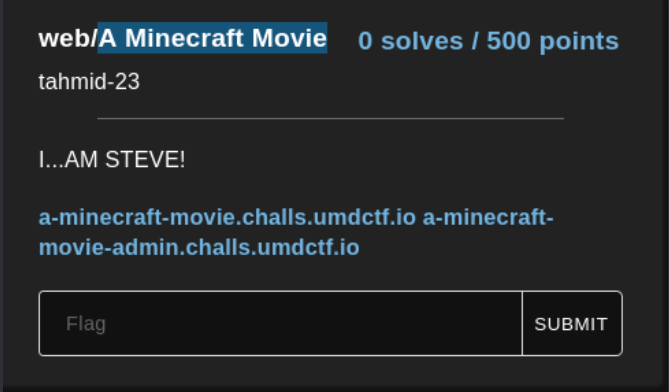 web/A Minecraft Movie 0 solves / 500 points
tahmid-23
I...AM STEVE!
a-minecraft-movie.challs.umdctf.io a-minecraft-
movie-admin.challs.umdctf.io
Flag SUBMIT